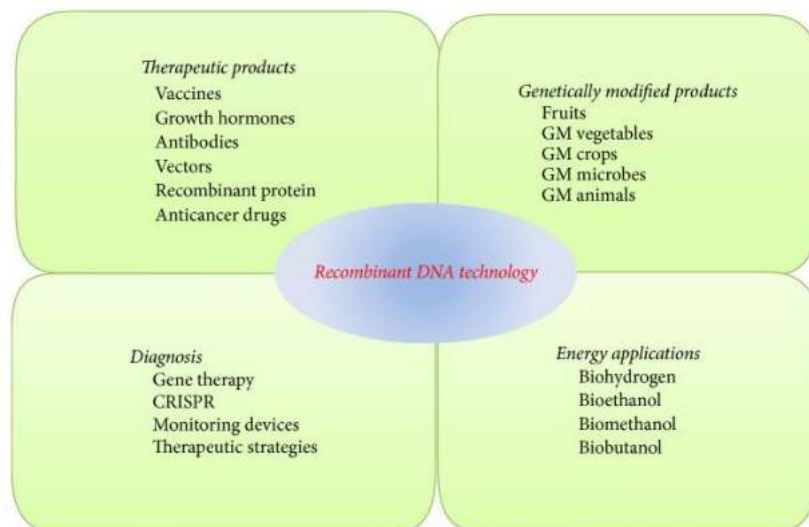 Therapeutic products
Vaccines
Growth hormones
Antibodies
Vectors
Recombinant protein
Anticancer drugs
Genetically modified products
Fruits
GM vegetables
GM crops
GM microbes
GM animals
Recombinant DNA technology
Diagnosis
Gene therapy
CRISPR
Monitoring devices
Therapeutic strategies
Energy applications
Biohydrogen
Bioethanol
Biomethanol
Biobutanol